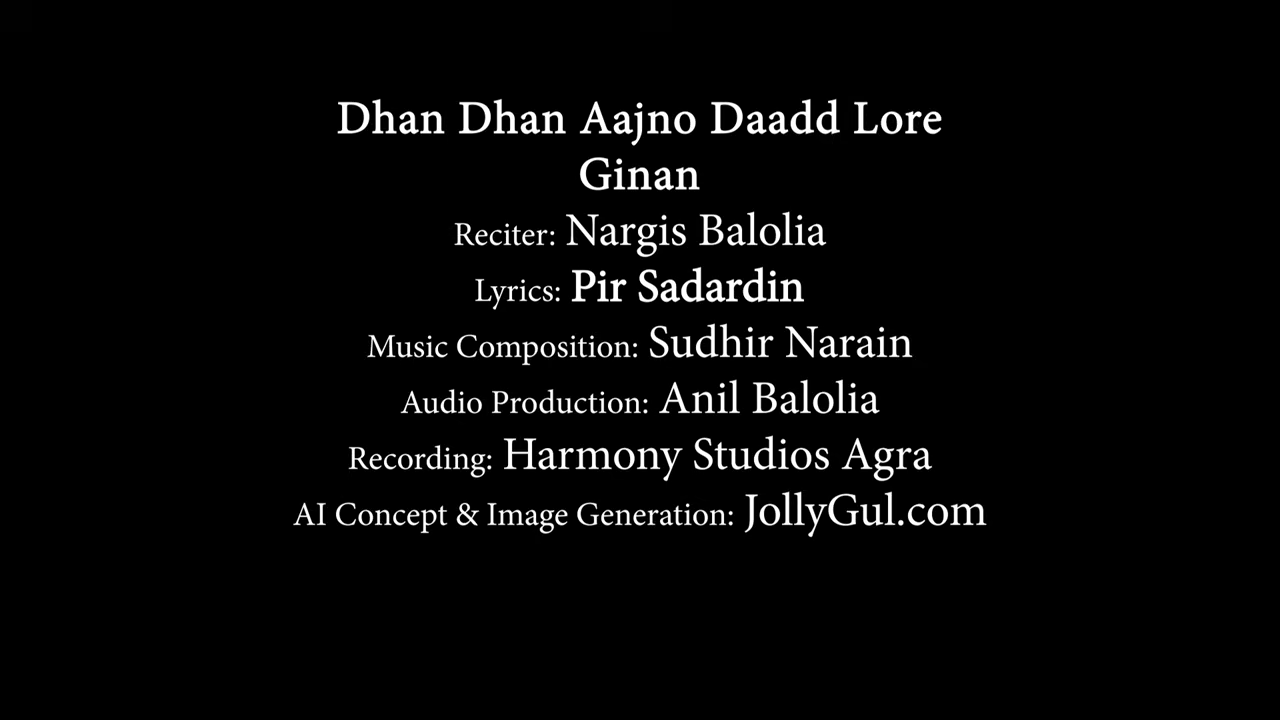 Dhan Dhan Aajno Daadd Lore
Ginan
Reciter: Nargis Balolia
Lyrics: Pir Sadardin
Music Composition: Sudhir Narain
Audio Production: Anil Balolia
Recording: Harmony Studios Agra
AI Concept & Image Generation: JollyGul.com